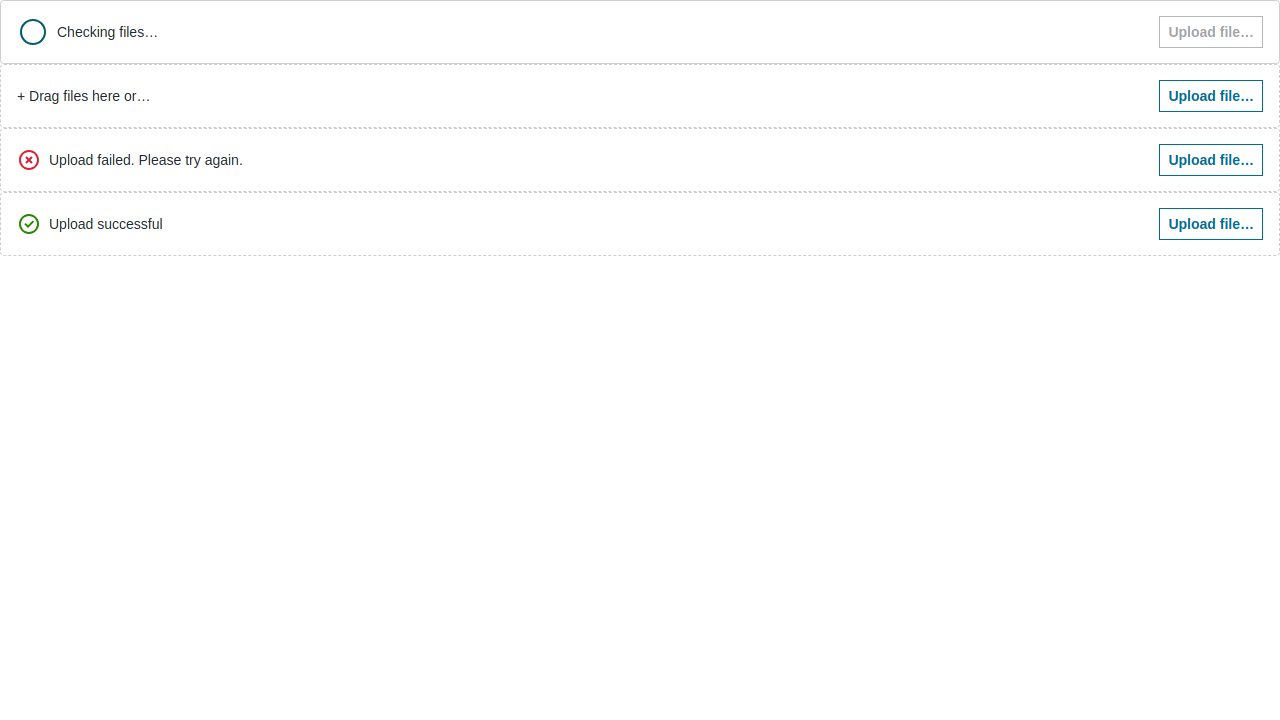 Checking files… Upload file…
+ Drag files here or… Upload file…
Upload failed. Please try again. Upload file…
Upload successful Upload file…